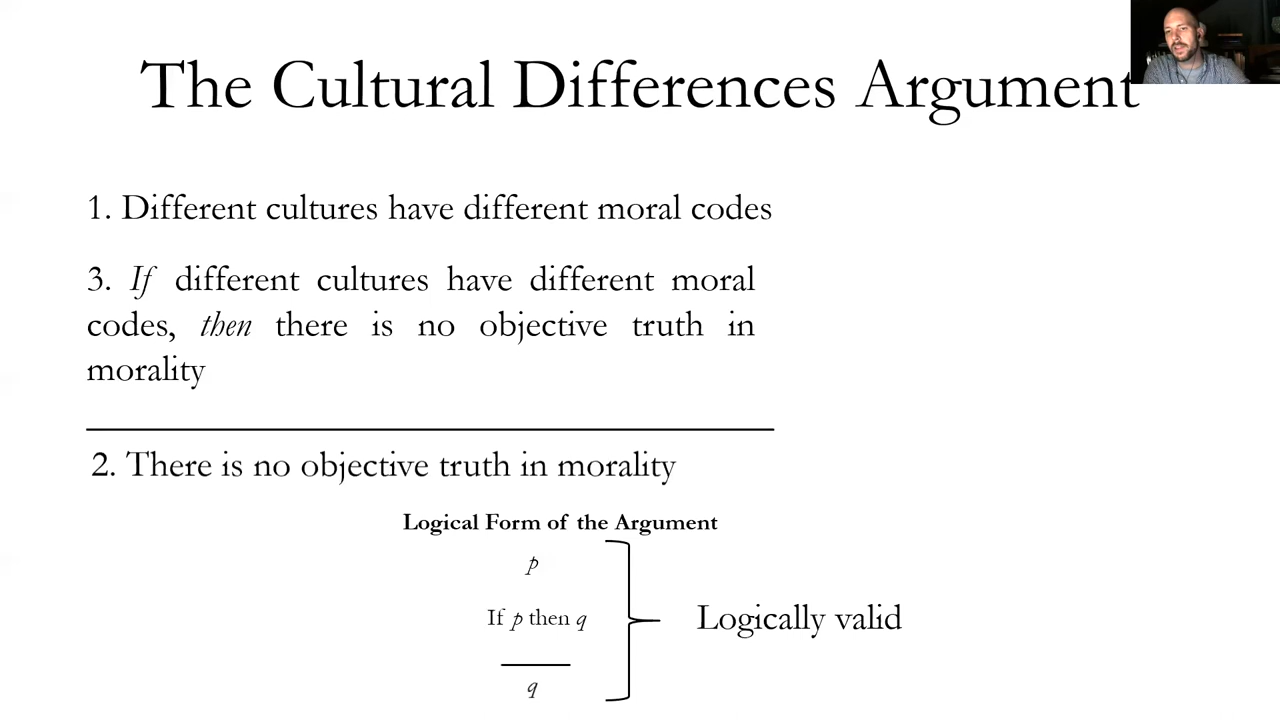 The Cultural Differences Argument
1. Different cultures have different moral codes
3. If different cultures have different moral
codes, then there is no objective truth in
morality
2. There is no objective truth in morality
Logical Form of the Argument
p
If p then q
q
Logically valid